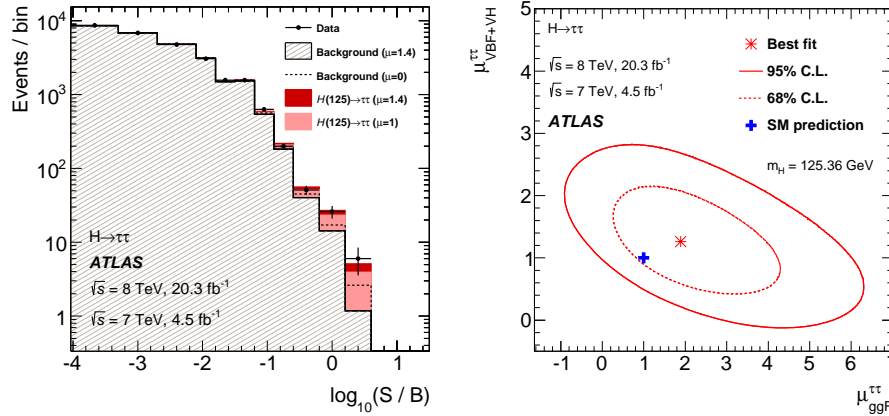 Events / bin
10⁴
10³
10²
10
1
-4 -3 -2 -1 0 1
log₁₀(S / B)
Data
Background (μ=1.4)
Background (μ=0)
H(125)→ττ (μ=1.4)
H(125)→ττ (μ=1)
H→ττ
ATLAS
√s = 8 TeV, 20.3 fb⁻¹
√s = 7 TeV, 4.5 fb⁻¹
μ^ττ_VBF+VH
5
4
3
2
1
0
-1 0 1 2 3 4 5 6 7
μ^ττ_ggF
H→ττ
√s = 8 TeV, 20.3 fb⁻¹
√s = 7 TeV, 4.5 fb⁻¹
ATLAS
Best fit
95% C.L.
68% C.L.
SM prediction
m_H = 125.36 GeV